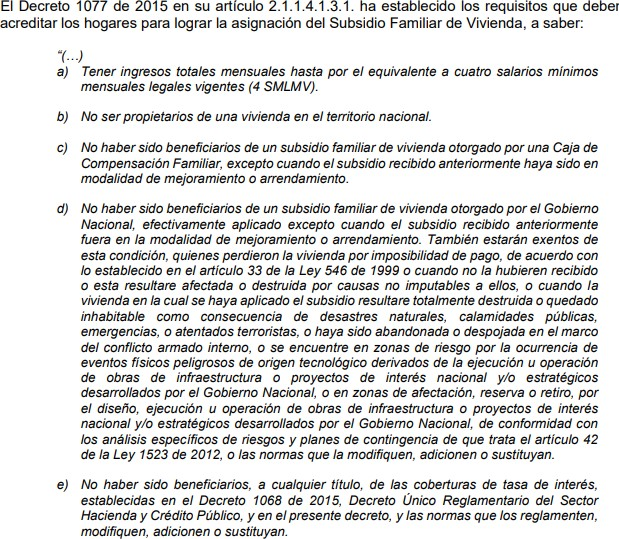 El Decreto 1077 de 2015 en su artículo 2.1.1.4.1.3.1. ha establecido los requisitos que deben
acreditar los hogares para lograr la asignación del Subsidio Familiar de Vivienda, a saber:
“(…)
a) Tener ingresos totales mensuales hasta por el equivalente a cuatro salarios mínimos
mensuales legales vigentes (4 SMLMV).
b) No ser propietarios de una vivienda en el territorio nacional.
c) No haber sido beneficiarios de un subsidio familiar de vivienda otorgado por una Caja de
Compensación Familiar, excepto cuando el subsidio recibido anteriormente haya sido en
modalidad de mejoramiento o arrendamiento.
d) No haber sido beneficiarios de un subsidio familiar de vivienda otorgado por el Gobierno
Nacional, efectivamente aplicado excepto cuando el subsidio recibido anteriormente
fuera en la modalidad de mejoramiento o arrendamiento. También estarán exentos de
esta condición, quienes perdieron la vivienda por imposibilidad de pago, de acuerdo con
lo establecido en el artículo 33 de la Ley 546 de 1999 o cuando no la hubieren recibido
o esta resultare afectada o destruida por causas no imputables a ellos, o cuando la
vivienda en la cual se haya aplicado el subsidio resultare totalmente destruida o quedado
inhabitable como consecuencia de desastres naturales, calamidades públicas,
emergencias, o atentados terroristas, o haya sido abandonada o despojada en el marco
del conflicto armado interno, o se encuentre en zonas de riesgo por la ocurrencia de
eventos físicos peligrosos de origen tecnológico derivados de la ejecución u operación
de obras de infraestructura o proyectos de interés nacional y/o estratégicos
desarrollados por el Gobierno Nacional, o en zonas de afectación, reserva o retiro, por
el diseño, ejecución u operación de obras de infraestructura o proyectos de interés
nacional y/o estratégicos desarrollados por el Gobierno Nacional, de conformidad con
los análisis específicos de riesgos y planes de contingencia de que trata el artículo 42
de la Ley 1523 de 2012, o las normas que la modifiquen, adicionen o sustituyan.
e) No haber sido beneficiarios, a cualquier título, de las coberturas de tasa de interés,
establecidas en el Decreto 1068 de 2015, Decreto Único Reglamentario del Sector
Hacienda y Crédito Público, y en el presente decreto, y las normas que los reglamenten,
modifiquen, adicionen o sustituyan.